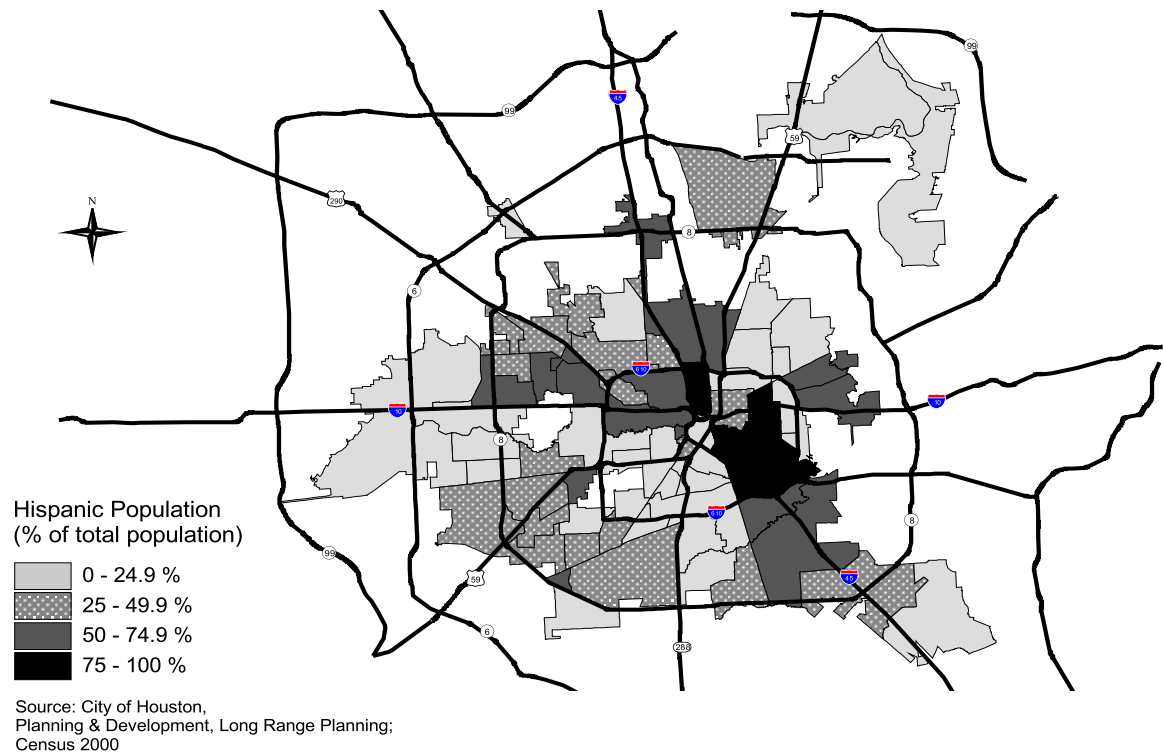 99
99
45
59
N
290
8
6
610
10
10
8
Hispanic Population
(% of total population)
610
8
99
0 - 24.9 %
59
45
25 - 49.9 %
6
50 - 74.9 %
288
75 - 100 %
Source: City of Houston,
Planning & Development, Long Range Planning;
Census 2000